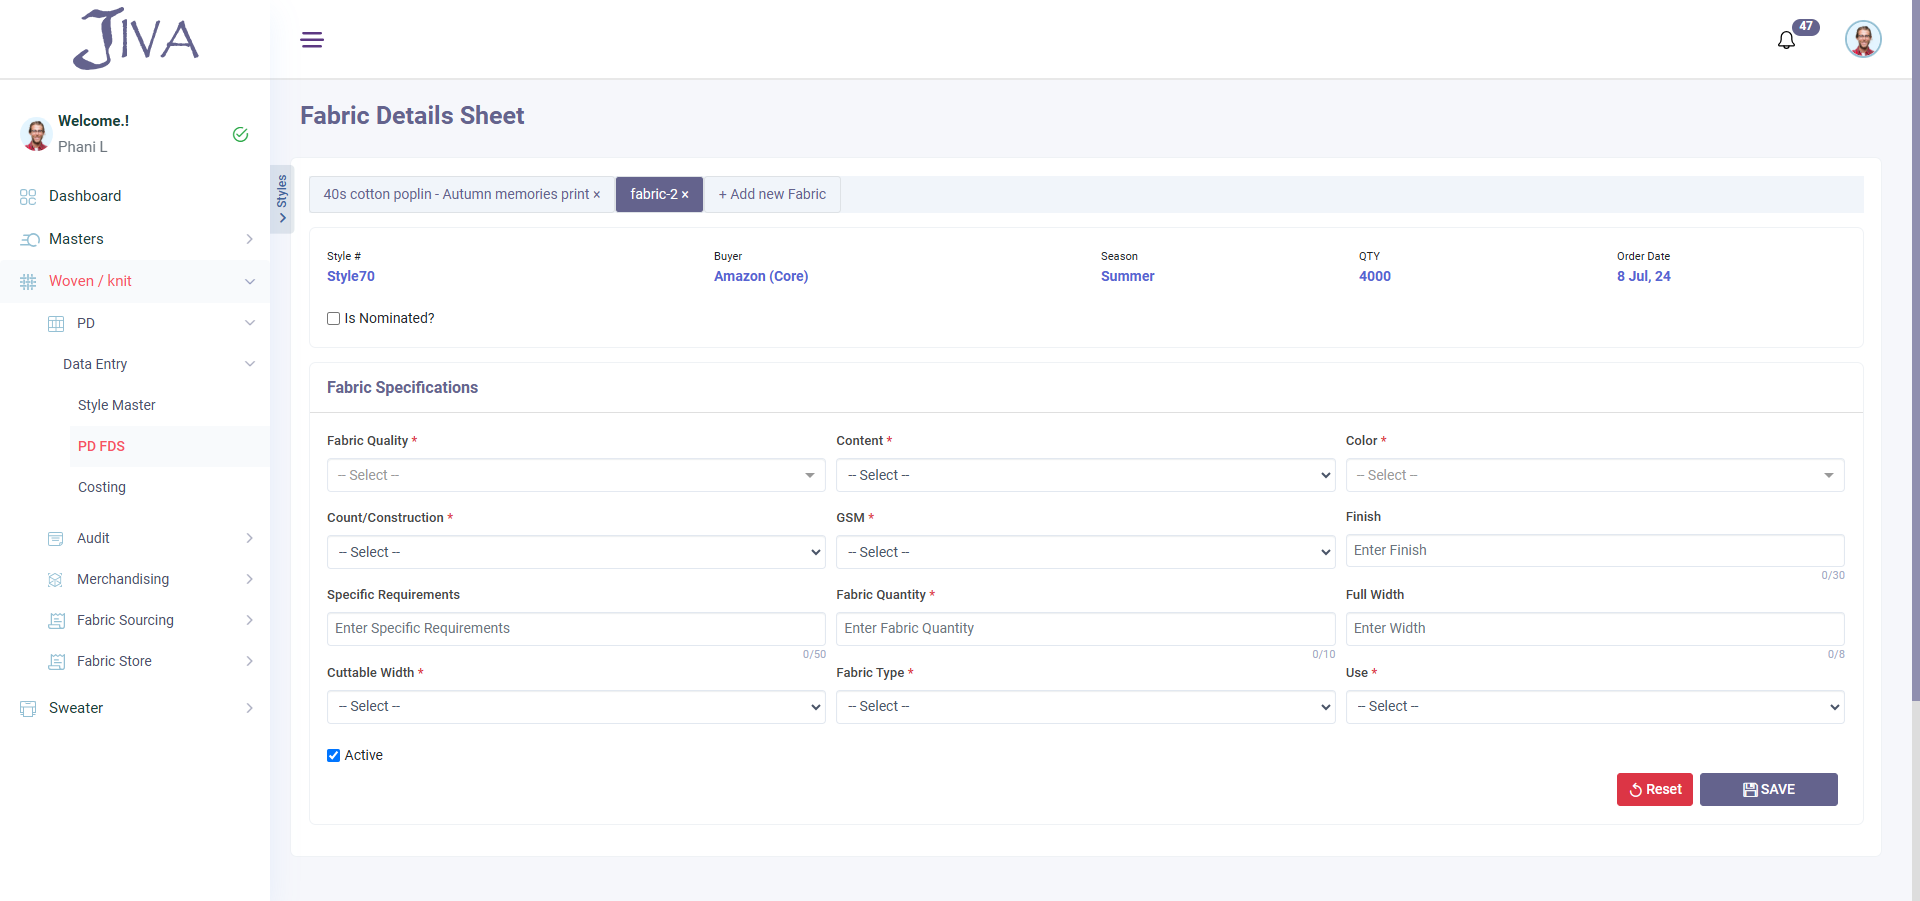 JIVA
47
Welcome.!
Phani L
Dashboard
Masters
Woven / knit
PD
Data Entry
Style Master
PD FDS
Costing
Audit
Merchandising
Fabric Sourcing
Fabric Store
Sweater
Styles
Fabric Details Sheet
40s cotton poplin - Autumn memories print × fabric-2 × + Add new Fabric
Style # Buyer Season QTY Order Date
Style70 Amazon (Core) Summer 4000 8 Jul, 24
Is Nominated?
Fabric Specifications
Fabric Quality * Content * Color *
-- Select -- -- Select -- -- Select --
Count/Construction * GSM * Finish
-- Select -- -- Select -- Enter Finish
0/30
Specific Requirements Fabric Quantity * Full Width
Enter Specific Requirements Enter Fabric Quantity Enter Width
0/50 0/10 0/8
Cuttable Width * Fabric Type * Use *
-- Select -- -- Select -- -- Select --
Active
Reset SAVE